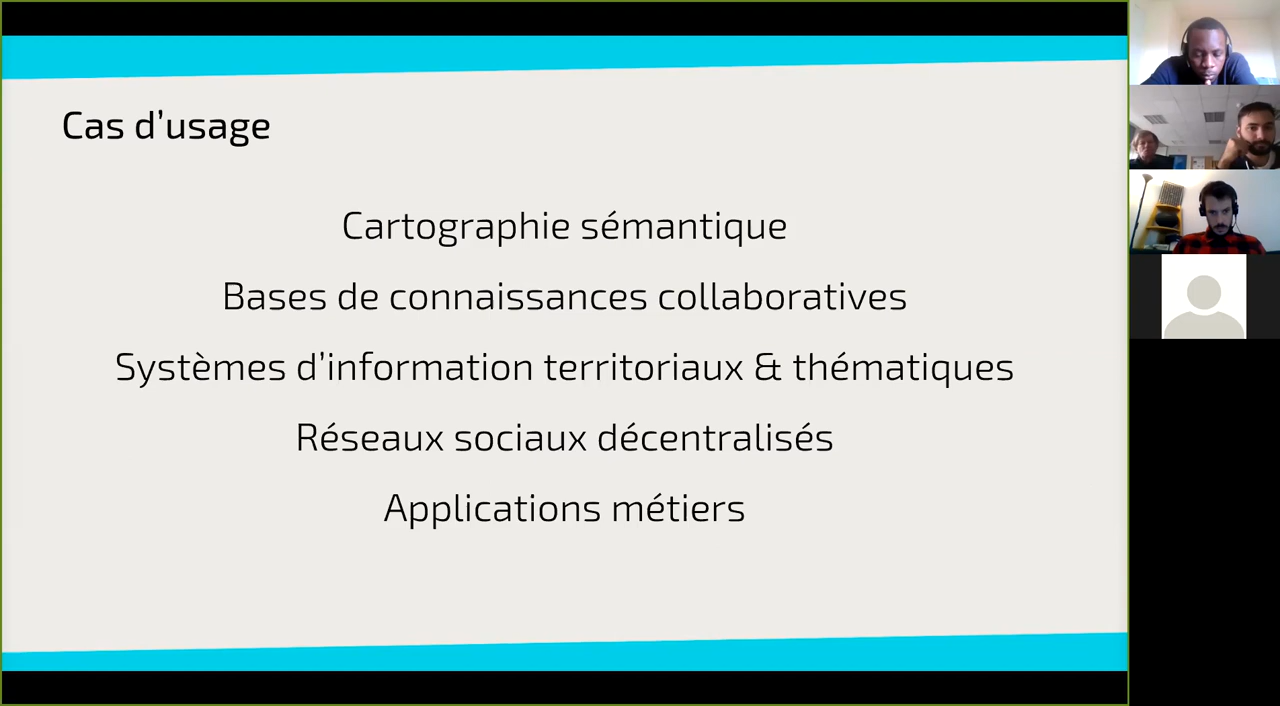 Cas d’usage
Cartographie sémantique
Bases de connaissances collaboratives
Systèmes d’information territoriaux & thématiques
Réseaux sociaux décentralisés
Applications métiers